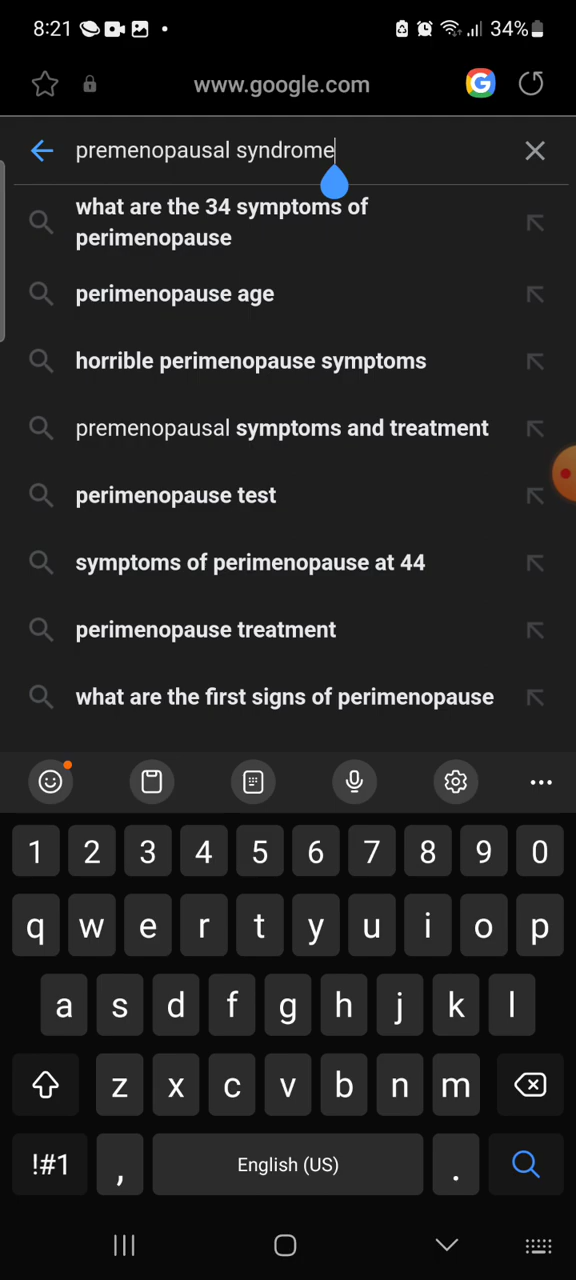 8:21 34%
www.google.com G
premenopausal syndrome
what are the 34 symptoms of
perimenopause
perimenopause age
horrible perimenopause symptoms
premenopausal symptoms and treatment
perimenopause test
symptoms of perimenopause at 44
perimenopause treatment
what are the first signs of perimenopause
1 2 3 4 5 6 7 8 9 0
q w e r t y u i o p
a s d f g h j k l
z x c v b n m
!#1 , English (US) .